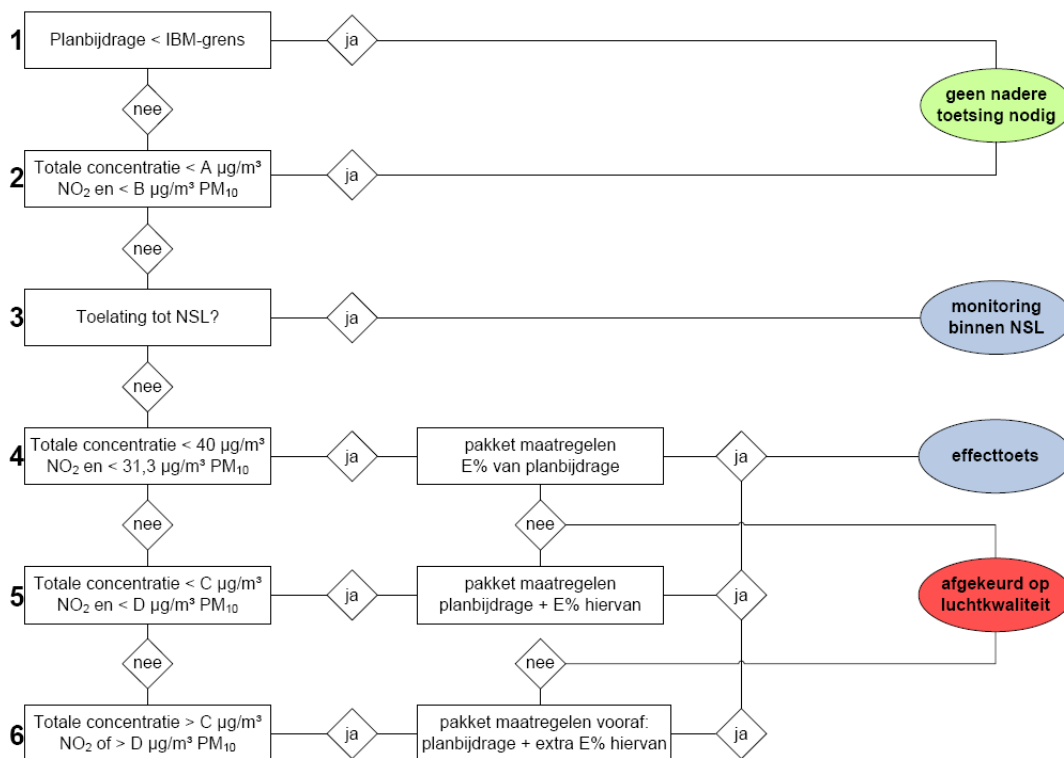 1
Planbijdrage < IBM-grens
ja
geen nadere
toetsing nodig
nee
2
Totale concentratie < A µg/m³
NO₂ en < B µg/m³ PM₁₀
ja
nee
3
Toelating tot NSL?
ja
monitoring
binnen NSL
nee
4
Totale concentratie < 40 µg/m³
NO₂ en < 31,3 µg/m³ PM₁₀
ja
pakket maatregelen
E% van planbijdrage
ja
effecttoets
nee
nee
5
Totale concentratie < C µg/m³
NO₂ en < D µg/m³ PM₁₀
ja
pakket maatregelen
planbijdrage + E% hiervan
ja
afgekeurd op
luchtkwaliteit
nee
nee
6
Totale concentratie > C µg/m³
NO₂ of > D µg/m³ PM₁₀
ja
pakket maatregelen vooraf:
planbijdrage + extra E% hiervan
ja